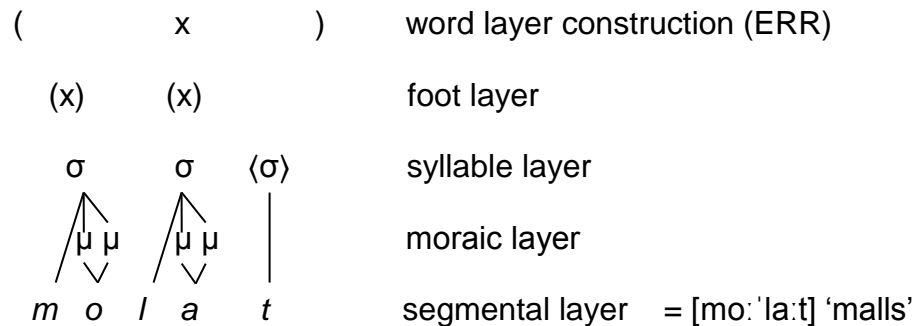 ( x ) word layer construction (ERR)
(x) (x) foot layer
σ σ ⟨σ⟩ syllable layer
μ μ μ μ moraic layer
m o l a t segmental layer = [moːˈlaːt] ‘malls’